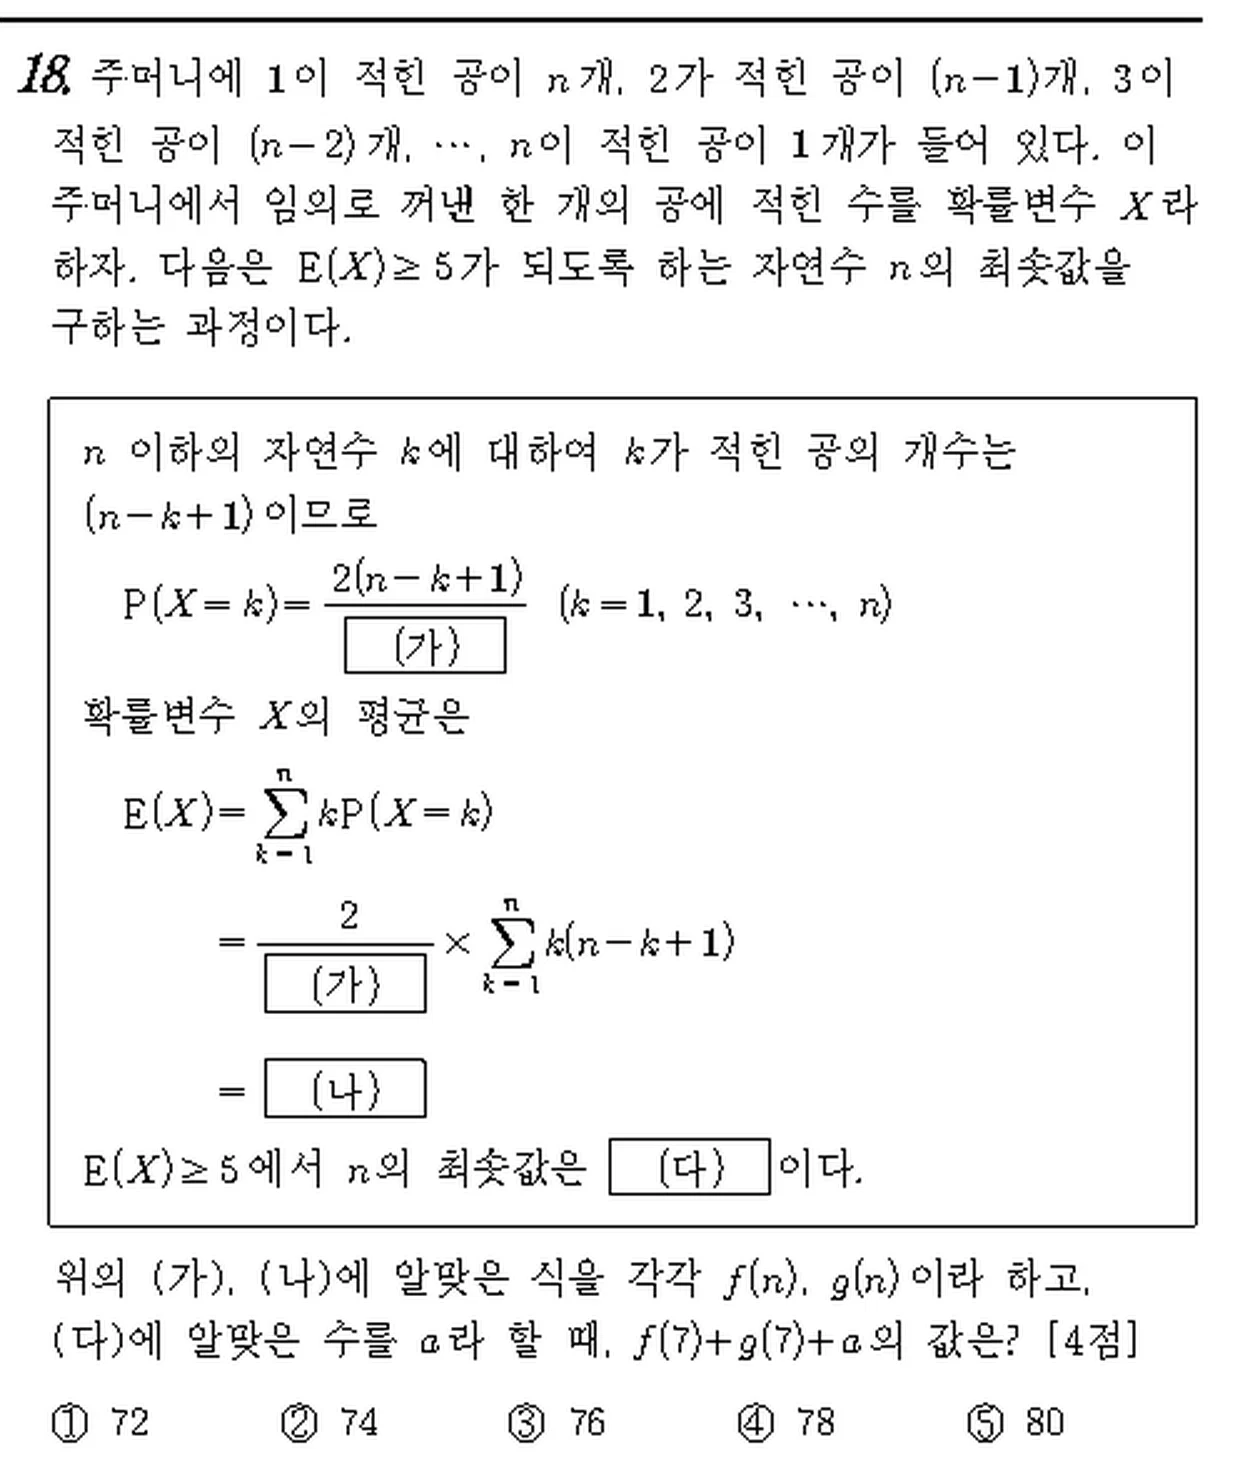 18. 주머니에 1이 적힌 공이 n개, 2가 적힌 공이 (n-1)개, 3이
적힌 공이 (n-2)개, ⋯, n이 적힌 공이 1개가 들어 있다. 이
주머니에서 임의로 꺼낸 한 개의 공에 적힌 수를 확률변수 X라
하자. 다음은 E(X)≥5가 되도록 하는 자연수 n의 최솟값을
구하는 과정이다.
n 이하의 자연수 k에 대하여 k가 적힌 공의 개수는
(n-k+1)이므로
P(X=k)= 2(n-k+1) / (가) (k=1, 2, 3, ⋯, n)
확률변수 X의 평균은
E(X)= ∑_{k=1}^{n} kP(X=k)
= 2 / (가) × ∑_{k=1}^{n} k(n-k+1)
= (나)
E(X)≥5에서 n의 최솟값은 (다) 이다.
위의 (가), (나)에 알맞은 식을 각각 f(n), g(n)이라 하고,
(다)에 알맞은 수를 a라 할 때, f(7)+g(7)+a의 값은? [4점]
① 72 ② 74 ③ 76 ④ 78 ⑤ 80